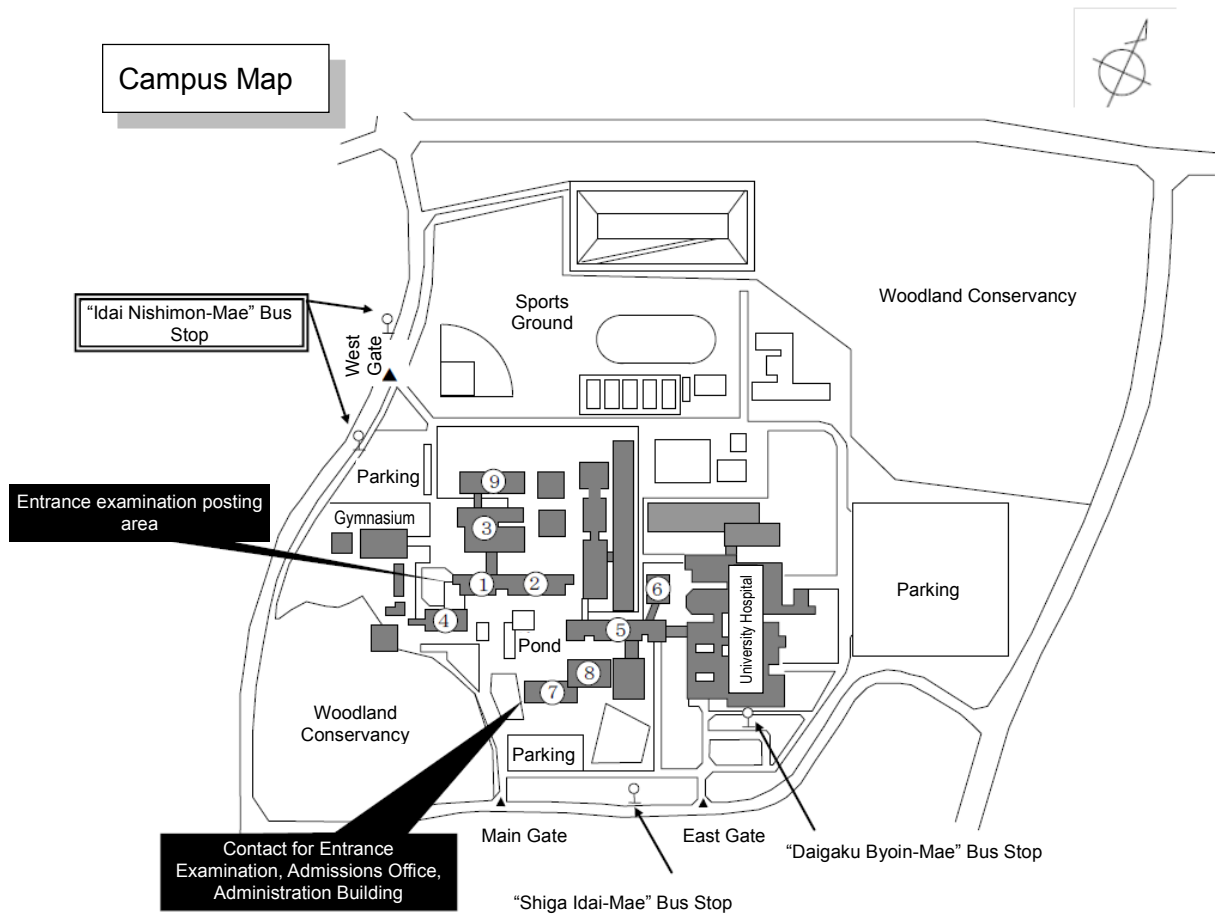 Campus Map
Woodland Conservancy
Sports
Ground
“Idai Nishimon-Mae” Bus
Stop
West
Gate
Parking
Entrance examination posting
area
Gymnasium
9
3
1
2
4
6
5
University Hospital
Parking
Pond
8
7
Woodland
Conservancy
Parking
Main Gate
East Gate
Contact for Entrance
Examination, Admissions Office,
Administration Building
“Daigaku Byoin-Mae” Bus Stop
“Shiga Idai-Mae” Bus Stop